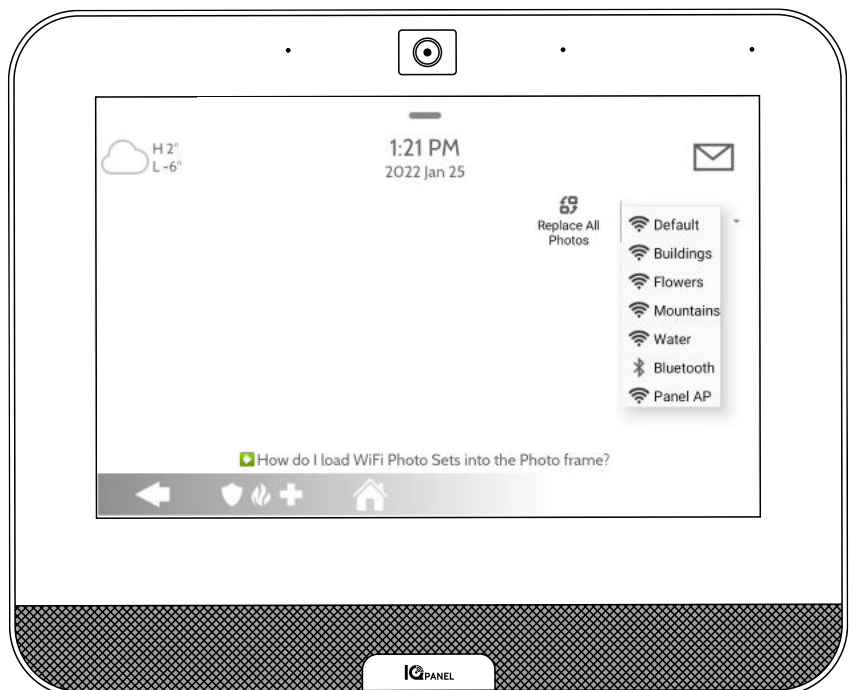 H 2°
L -6°
1:21 PM
2022 Jan 25
Replace All
Photos
Default
Buildings
Flowers
Mountains
Water
Bluetooth
Panel AP
How do I load WiFi Photo Sets into the Photo frame?
IQ PANEL